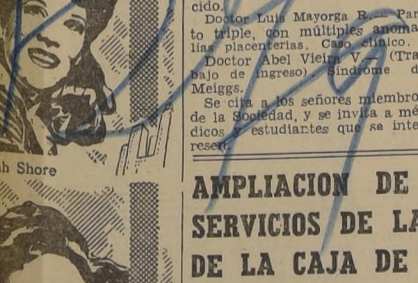 cido.
Doctor Luis Mayorga R.— Par
to triple, con múltiples anoma
lías placenterias. Caso clínico.
Doctor Abel Vieira V.— (Tra
bajo de ingreso). Síndrome d
Meiggs.
Se cita a los señores miembro
de la Sociedad, y se invita a mé
dicos y estudiantes que se inte
resen.
ah Shore
AMPLIACION DE
SERVICIOS DE LA
DE LA CAJA DE